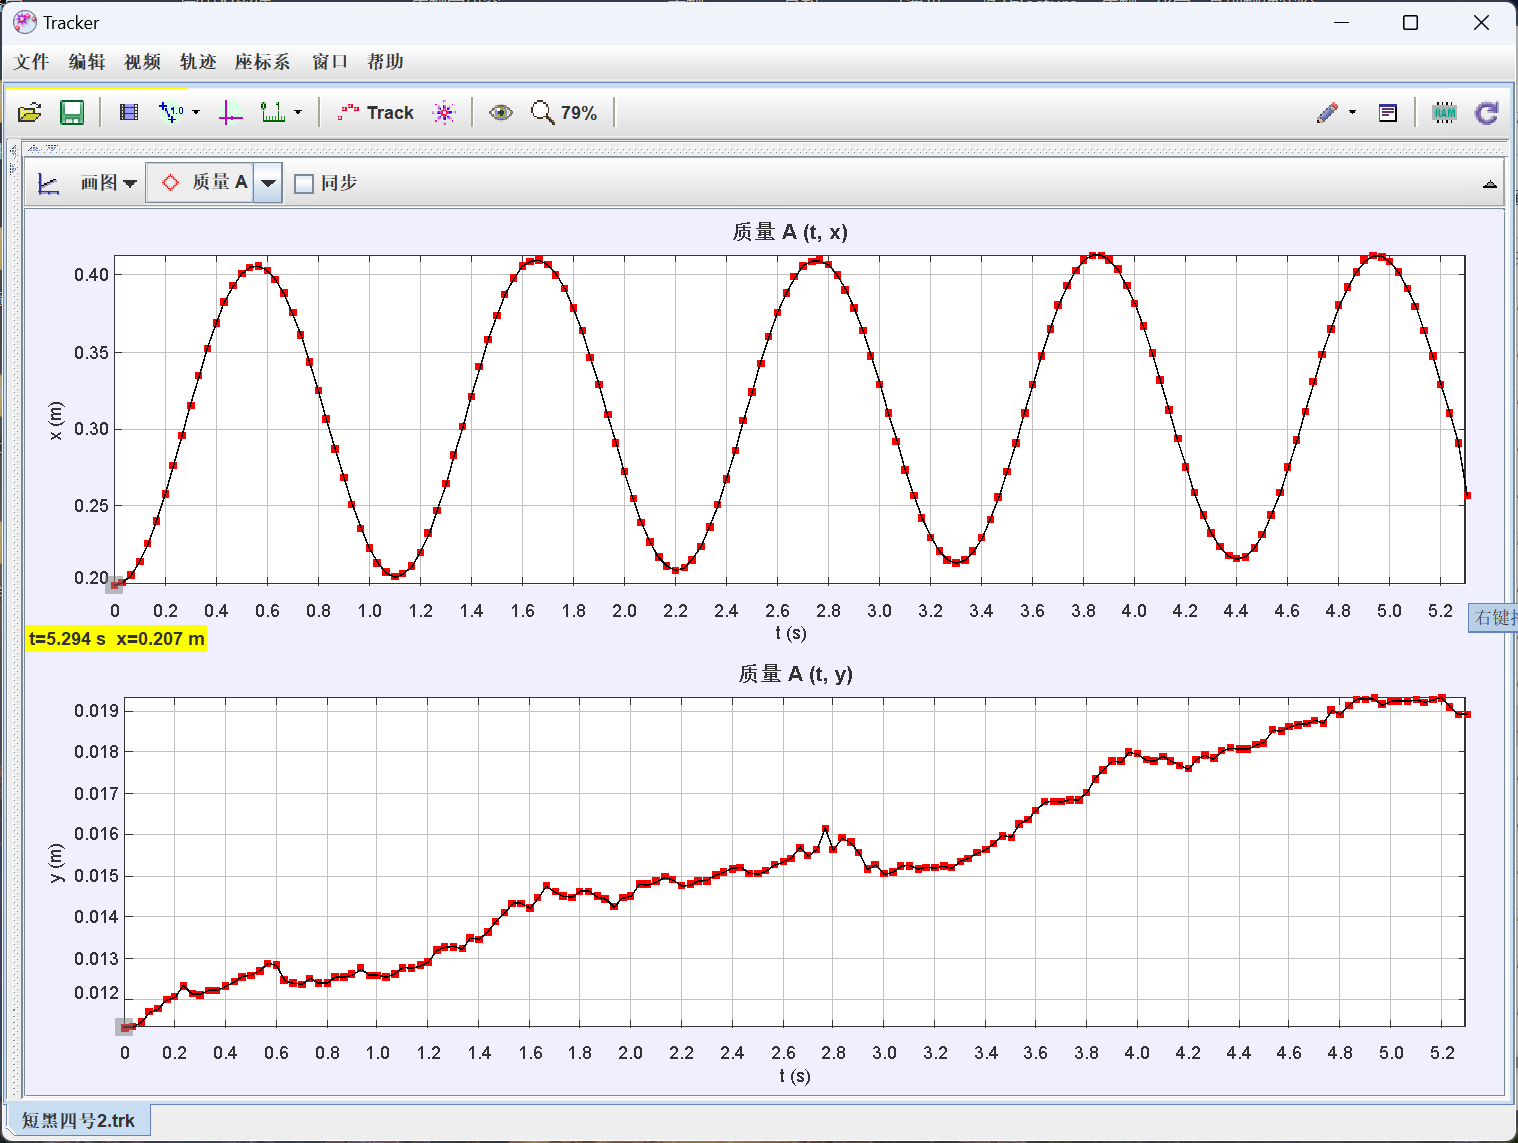 Tracker
文件 编辑 视频 轨迹 座标系 窗口 帮助
Track 79%
RAM
画图 质量 A 同步
质量 A (t, x)
0.40
0.35
0.30
0.25
0.20
x (m)
0 0.2 0.4 0.6 0.8 1.0 1.2 1.4 1.6 1.8 2.0 2.2 2.4 2.6 2.8 3.0 3.2 3.4 3.6 3.8 4.0 4.2 4.4 4.6 4.8 5.0 5.2
t (s)
右键
t=5.294 s x=0.207 m
质量 A (t, y)
0.019
0.018
0.017
0.016
0.015
0.014
0.013
0.012
y (m)
0 0.2 0.4 0.6 0.8 1.0 1.2 1.4 1.6 1.8 2.0 2.2 2.4 2.6 2.8 3.0 3.2 3.4 3.6 3.8 4.0 4.2 4.4 4.6 4.8 5.0 5.2
t (s)
短黑四号2.trk